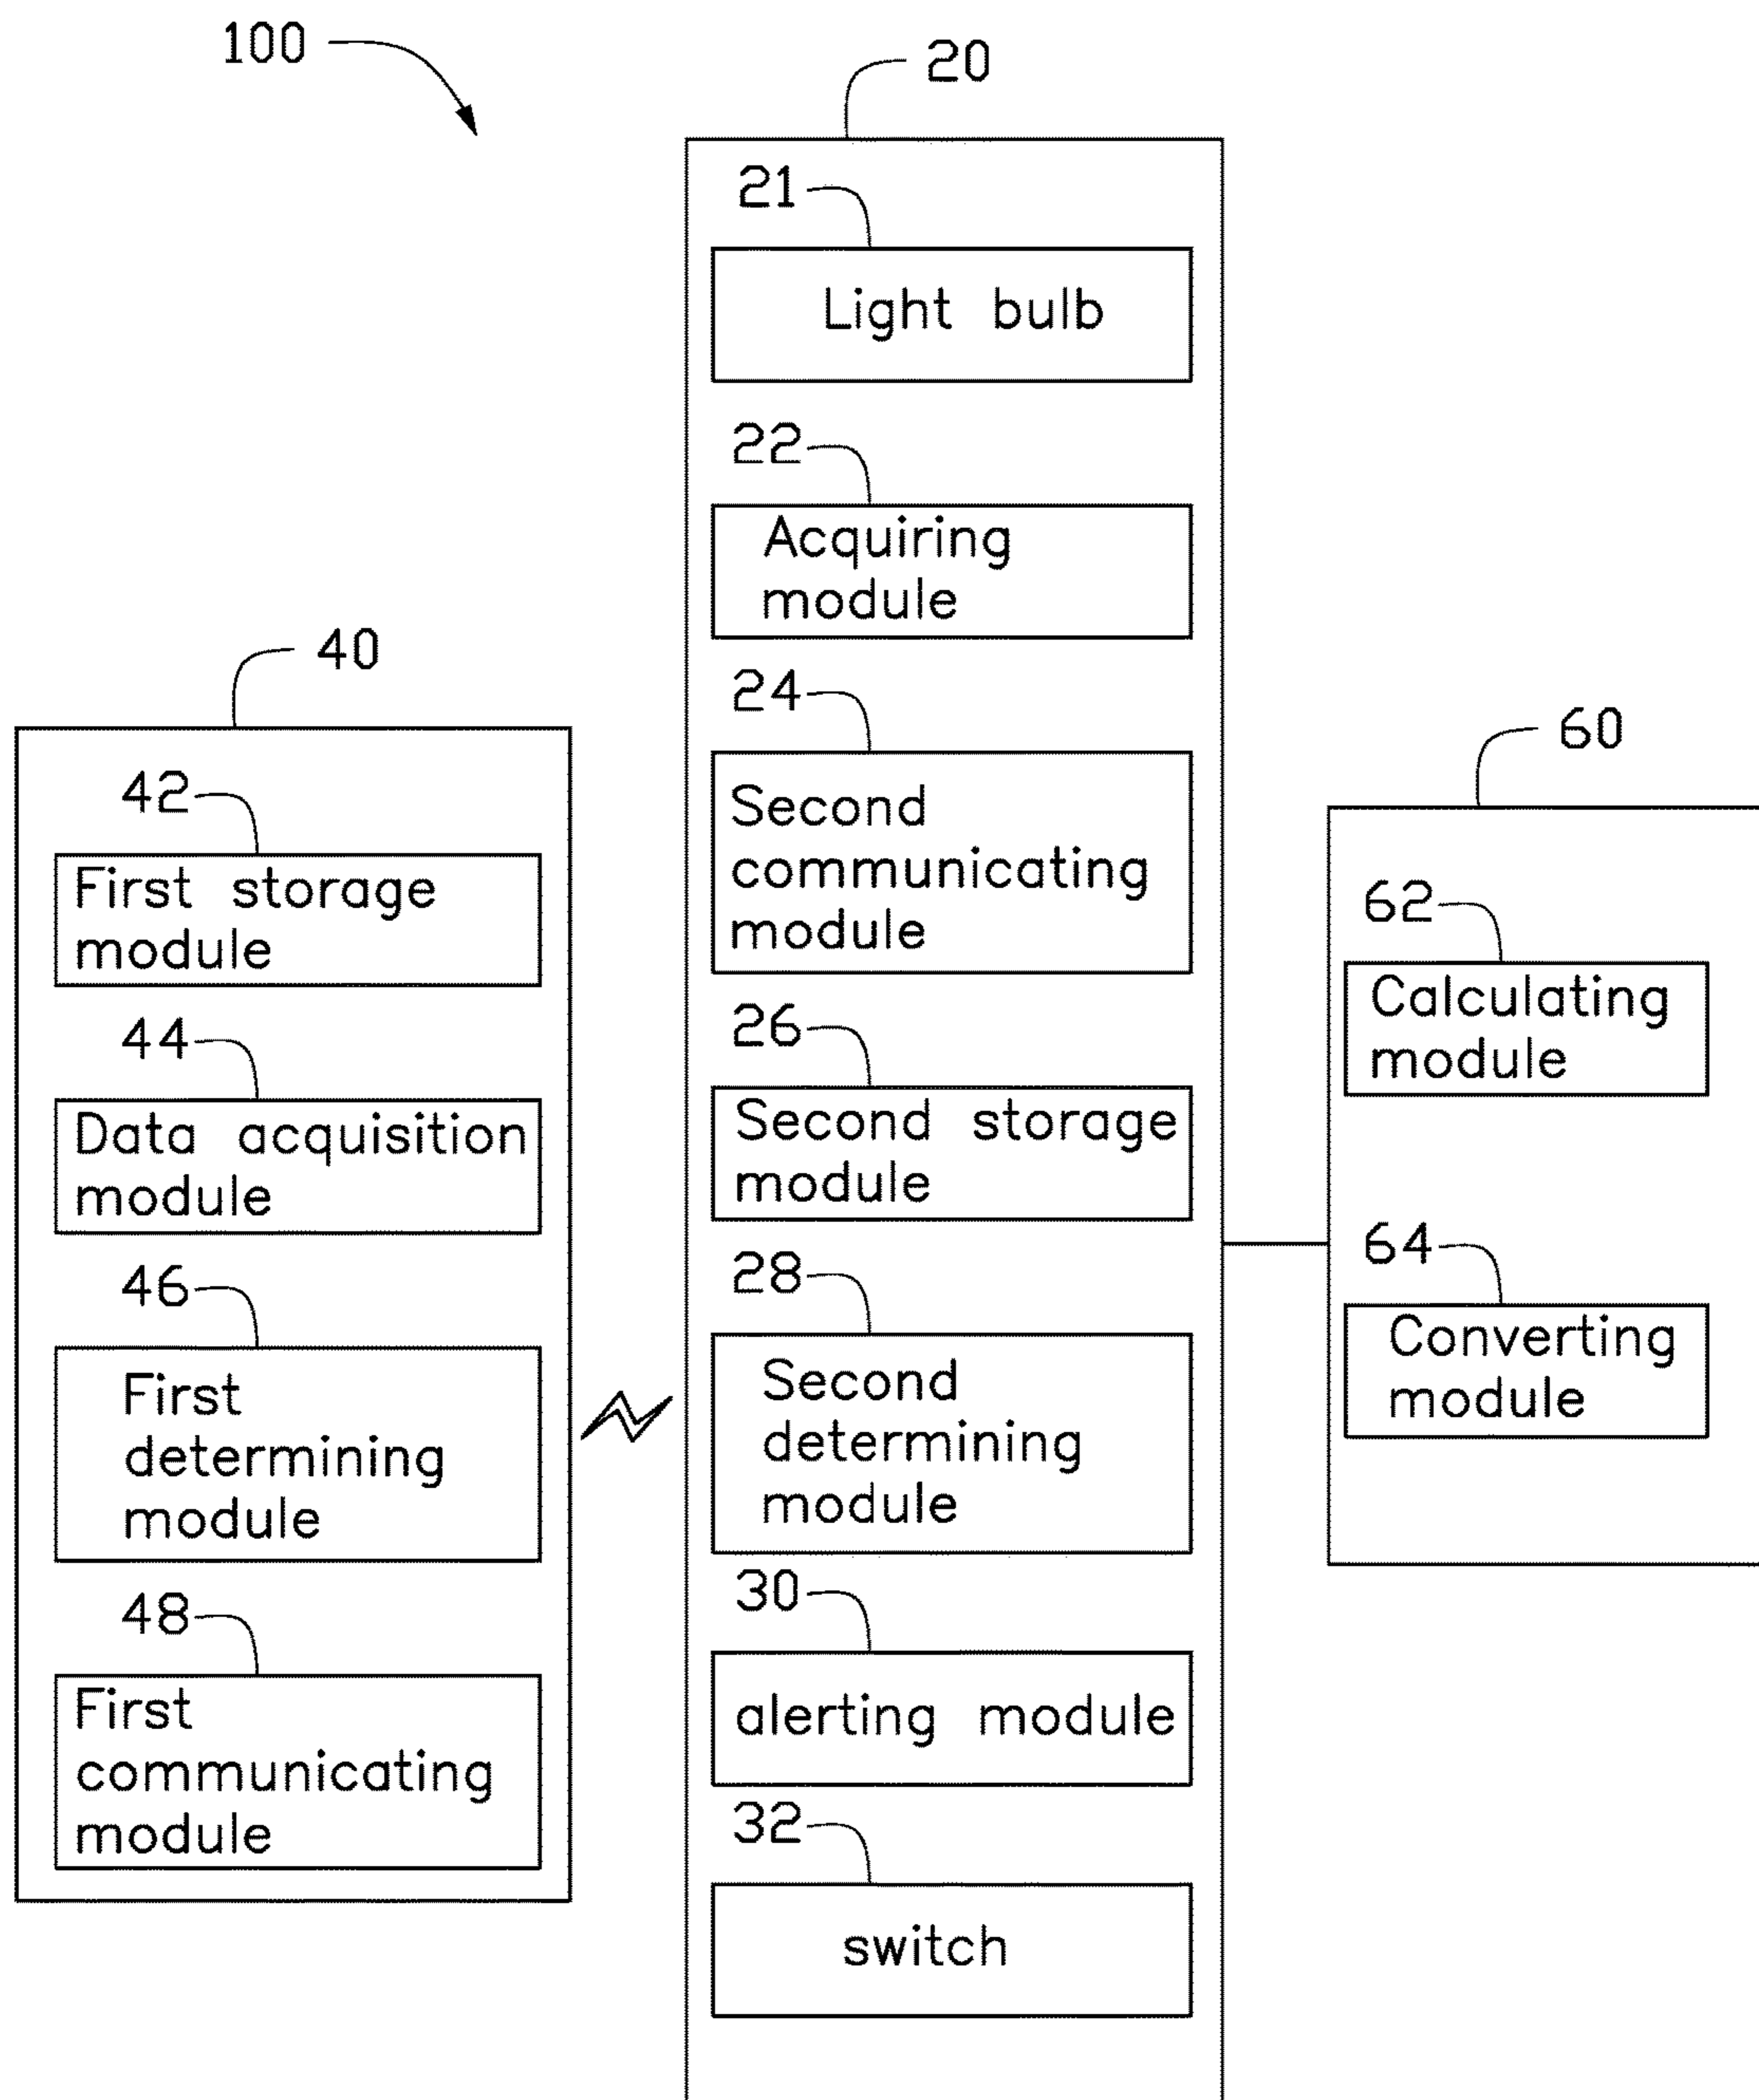 100
20
21
Light bulb
22
Acquiring
module
24
Second
communicating
module
26
Second storage
module
28
Second
determining
module
30
alerting module
32
switch
40
42
First storage
module
44
Data acquisition
module
46
First
determining
module
48
First
communicating
module
60
62
Calculating
module
64
Converting
module